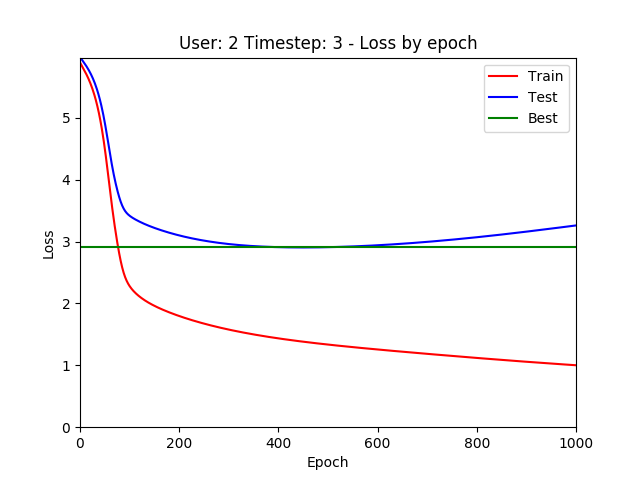 User: 2 Timestep: 3 - Loss by epoch
Train
Test
Best
5
4
3
2
1
0
Loss
0 200 400 600 800 1000
Epoch